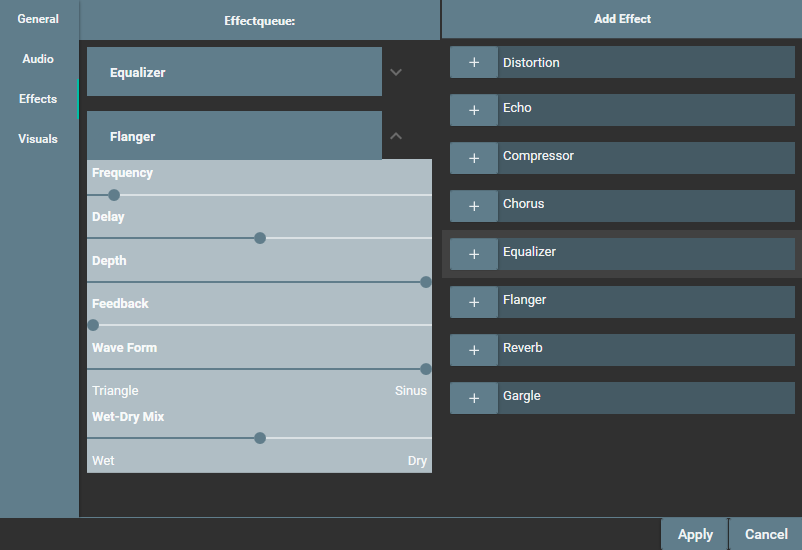 General
Audio
Effects
Visuals
Effectqueue:
Equalizer
Flanger
Frequency
Delay
Depth
Feedback
Wave Form
Triangle Sinus
Wet-Dry Mix
Wet Dry
Add Effect
+ Distortion
+ Echo
+ Compressor
+ Chorus
+ Equalizer
+ Flanger
+ Reverb
+ Gargle
Apply Cancel